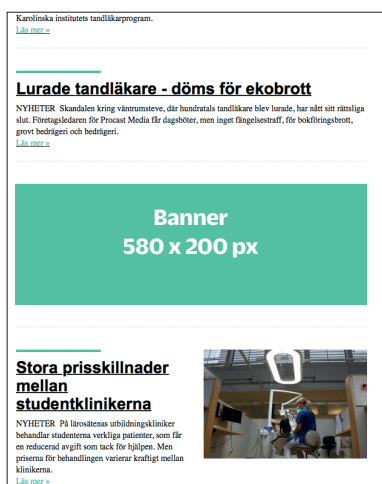 Karolinska institutets tandläkarprogram.
Läs mer »
Lurade tandläkare - döms för ekobrott
NYHETER Skandalen kring väntrumsteve, där hundratals tandläkare blev lurade, har nått sitt rättsliga
slut. Företagsledaren för Procast Media får dagsböter, men inget fängelsestraff, för bokföringsbrott,
grovt bedrägeri och bedrägeri.
Läs mer »
Banner
580 x 200 px
Stora prisskillnader
mellan
studentklinikerna
NYHETER På lärosätenas utbildningskliniker
behandlar studenterna verkliga patienter, som får
en reducerad avgift som tack för hjälpen. Men
priserna för behandlingen varierar kraftigt mellan
klinikerna.
Läs mer »